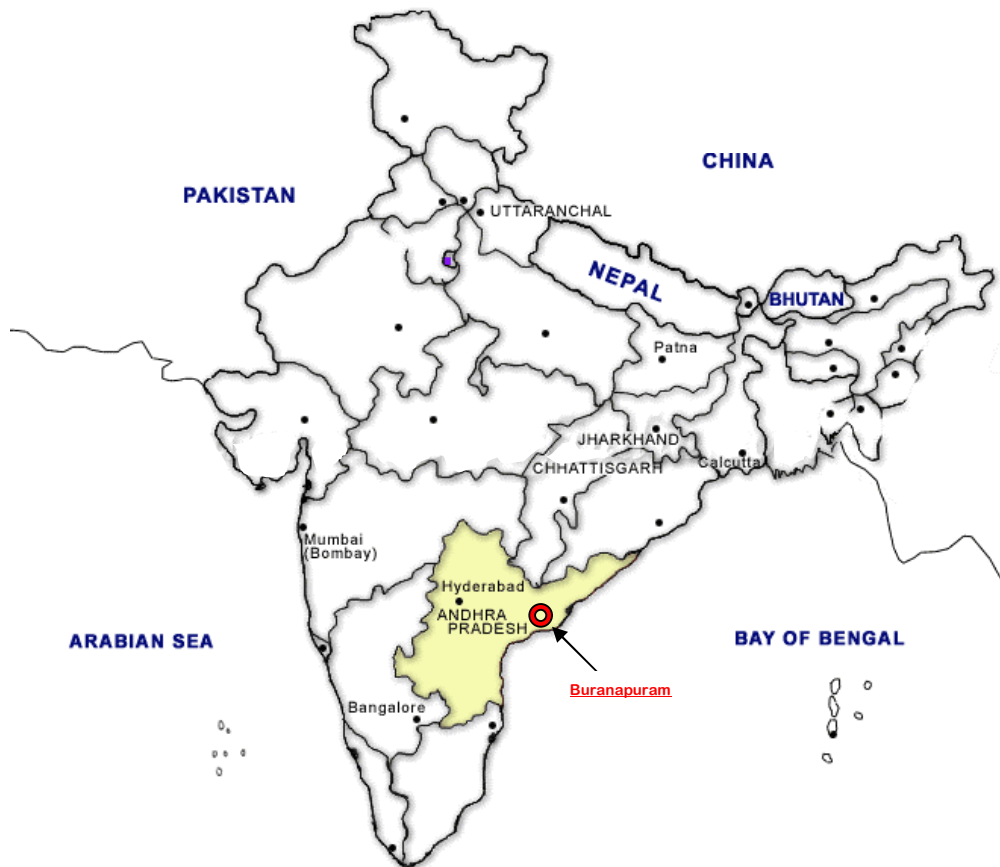 CHINA
PAKISTAN
UTTARANCHAL
NEPAL
BHUTAN
Patna
JHARKHAND
CHHATTISGARH
Calcutta
Mumbai
(Bombay)
Hyderabad
ANDHRA
PRADESH
ARABIAN SEA
BAY OF BENGAL
Buranapuram
Bangalore